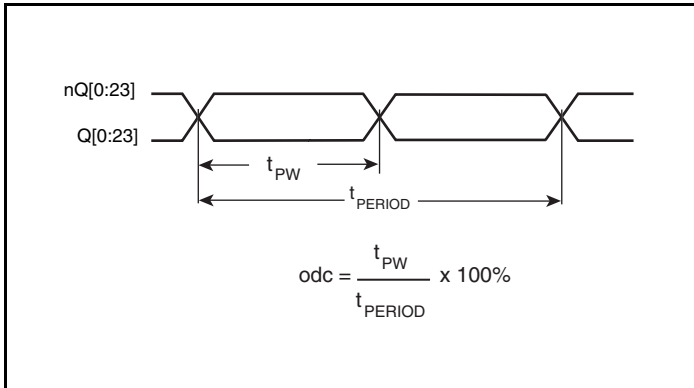 nQ[0:23]
Q[0:23]
tPW
tPERIOD
tPW
odc = x 100%
tPERIOD